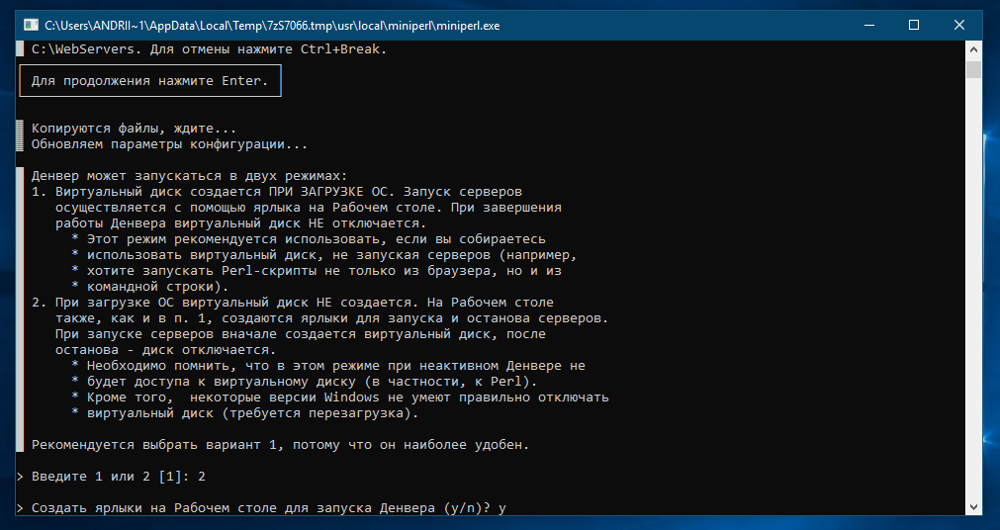 C:\Users\ANDRII~1\AppData\Local\Temp\7zS7066.tmp\usr\local\miniperl\miniperl.exe
C:\WebServers. Для отмены нажмите Ctrl+Break.
Для продолжения нажмите Enter.
Копируются файлы, ждите...
Обновляем параметры конфигурации...
Денвер может запускаться в двух режимах:
1. Виртуальный диск создается ПРИ ЗАГРУЗКЕ ОС. Запуск серверов
осуществляется с помощью ярлыка на Рабочем столе. При завершения
работы Денвера виртуальный диск НЕ отключается.
* Этот режим рекомендуется использовать, если вы собираетесь
* использовать виртуальный диск, не запуская серверов (например,
* хотите запускать Perl-скрипты не только из браузера, но и из
* командной строки).
2. При загрузке ОС виртуальный диск НЕ создается. На Рабочем столе
также, как и в п. 1, создаются ярлыки для запуска и останова серверов.
При запуске серверов вначале создается виртуальный диск, после
останова - диск отключается.
* Необходимо помнить, что в этом режиме при неактивном Денвере не
* будет доступа к виртуальному диску (в частности, к Perl).
* Кроме того,  некоторые версии Windows не умеют правильно отключать
* виртуальный диск (требуется перезагрузка).
Рекомендуется выбрать вариант 1, потому что он наиболее удобен.
> Введите 1 или 2 [1]: 2
> Создать ярлыки на Рабочем столе для запуска Денвера (y/n)? y